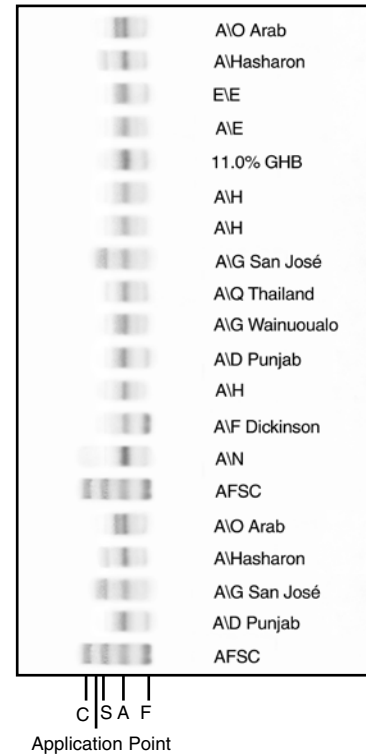 A\O Arab
A\Hasharon
E\E
A\E
11.0% GHB
A\H
A\H
A\G San José
A\Q Thailand
A\G Wainuoualo
A\D Punjab
A\H
A\F Dickinson
A\N
AFSC
A\O Arab
A\Hasharon
A\G San José
A\D Punjab
AFSC
C S A F
Application Point